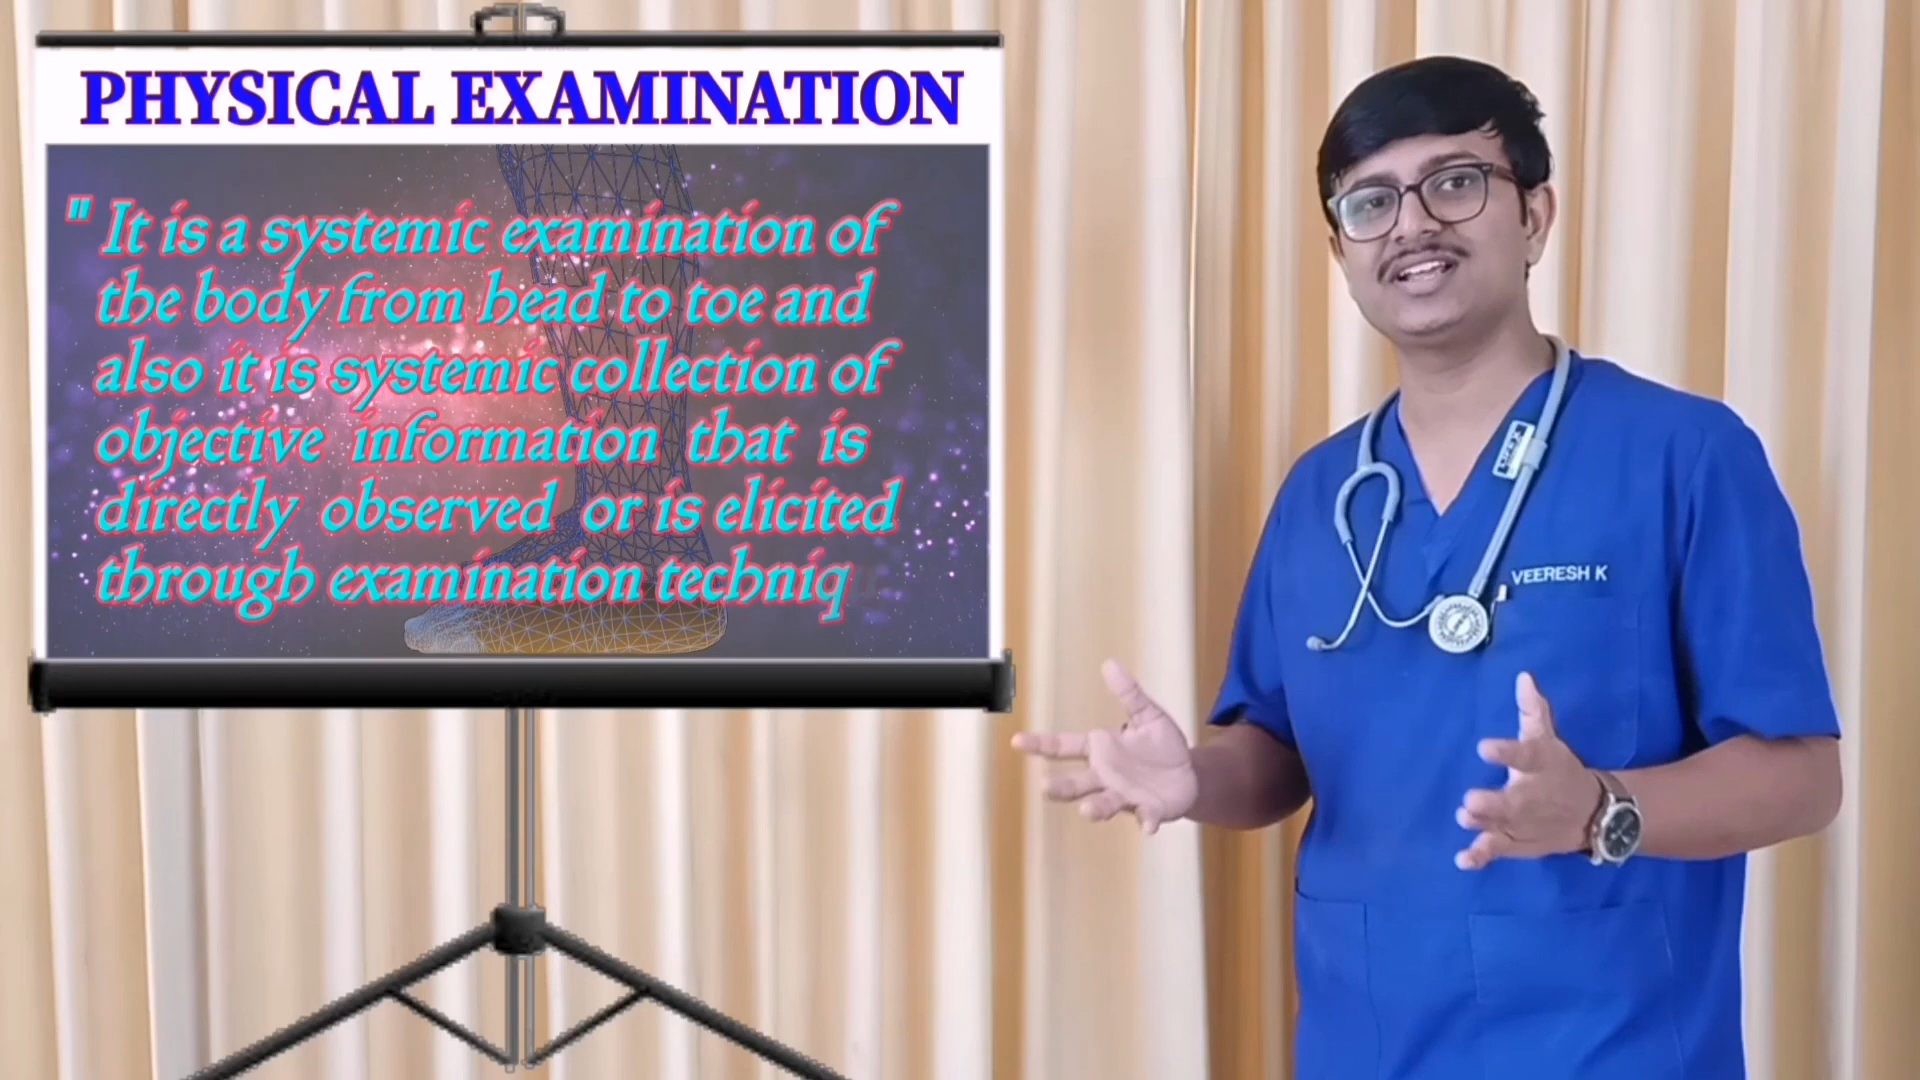 PHYSICAL EXAMINATION
" It is a systemic examination of
the body from head to toe and
also it is systemic collection of
objective information that is
directly observed or is elicited
through examination techniq
VEERESH K